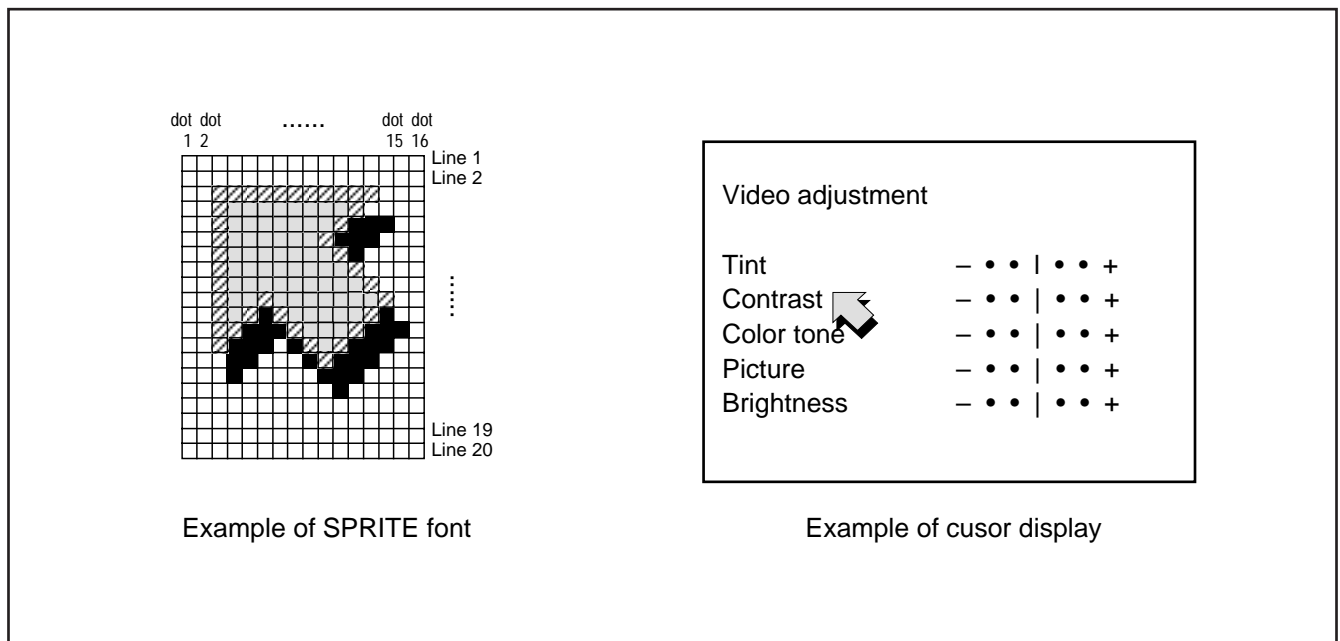 dot dot ...... dot dot
1 2 15 16
Line 1
Line 2
......
Line 19
Line 20
Example of SPRITE font
Video adjustment
Tint – • • | • • +
Contrast – • • | • • +
Color tone – • • | • • +
Picture – • • | • • +
Brightness – • • | • • +
Example of cusor display